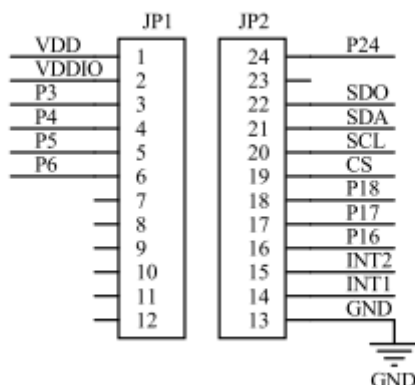 JP1 JP2
VDD 1 24 P24
VDDIO 2 23
P3 3 22 SDO
P4 4 21 SDA
P5 5 20 SCL
P6 6 19 CS
7 18 P18
8 17 P17
9 16 P16
10 15 INT2
11 14 INT1
12 13 GND
GND